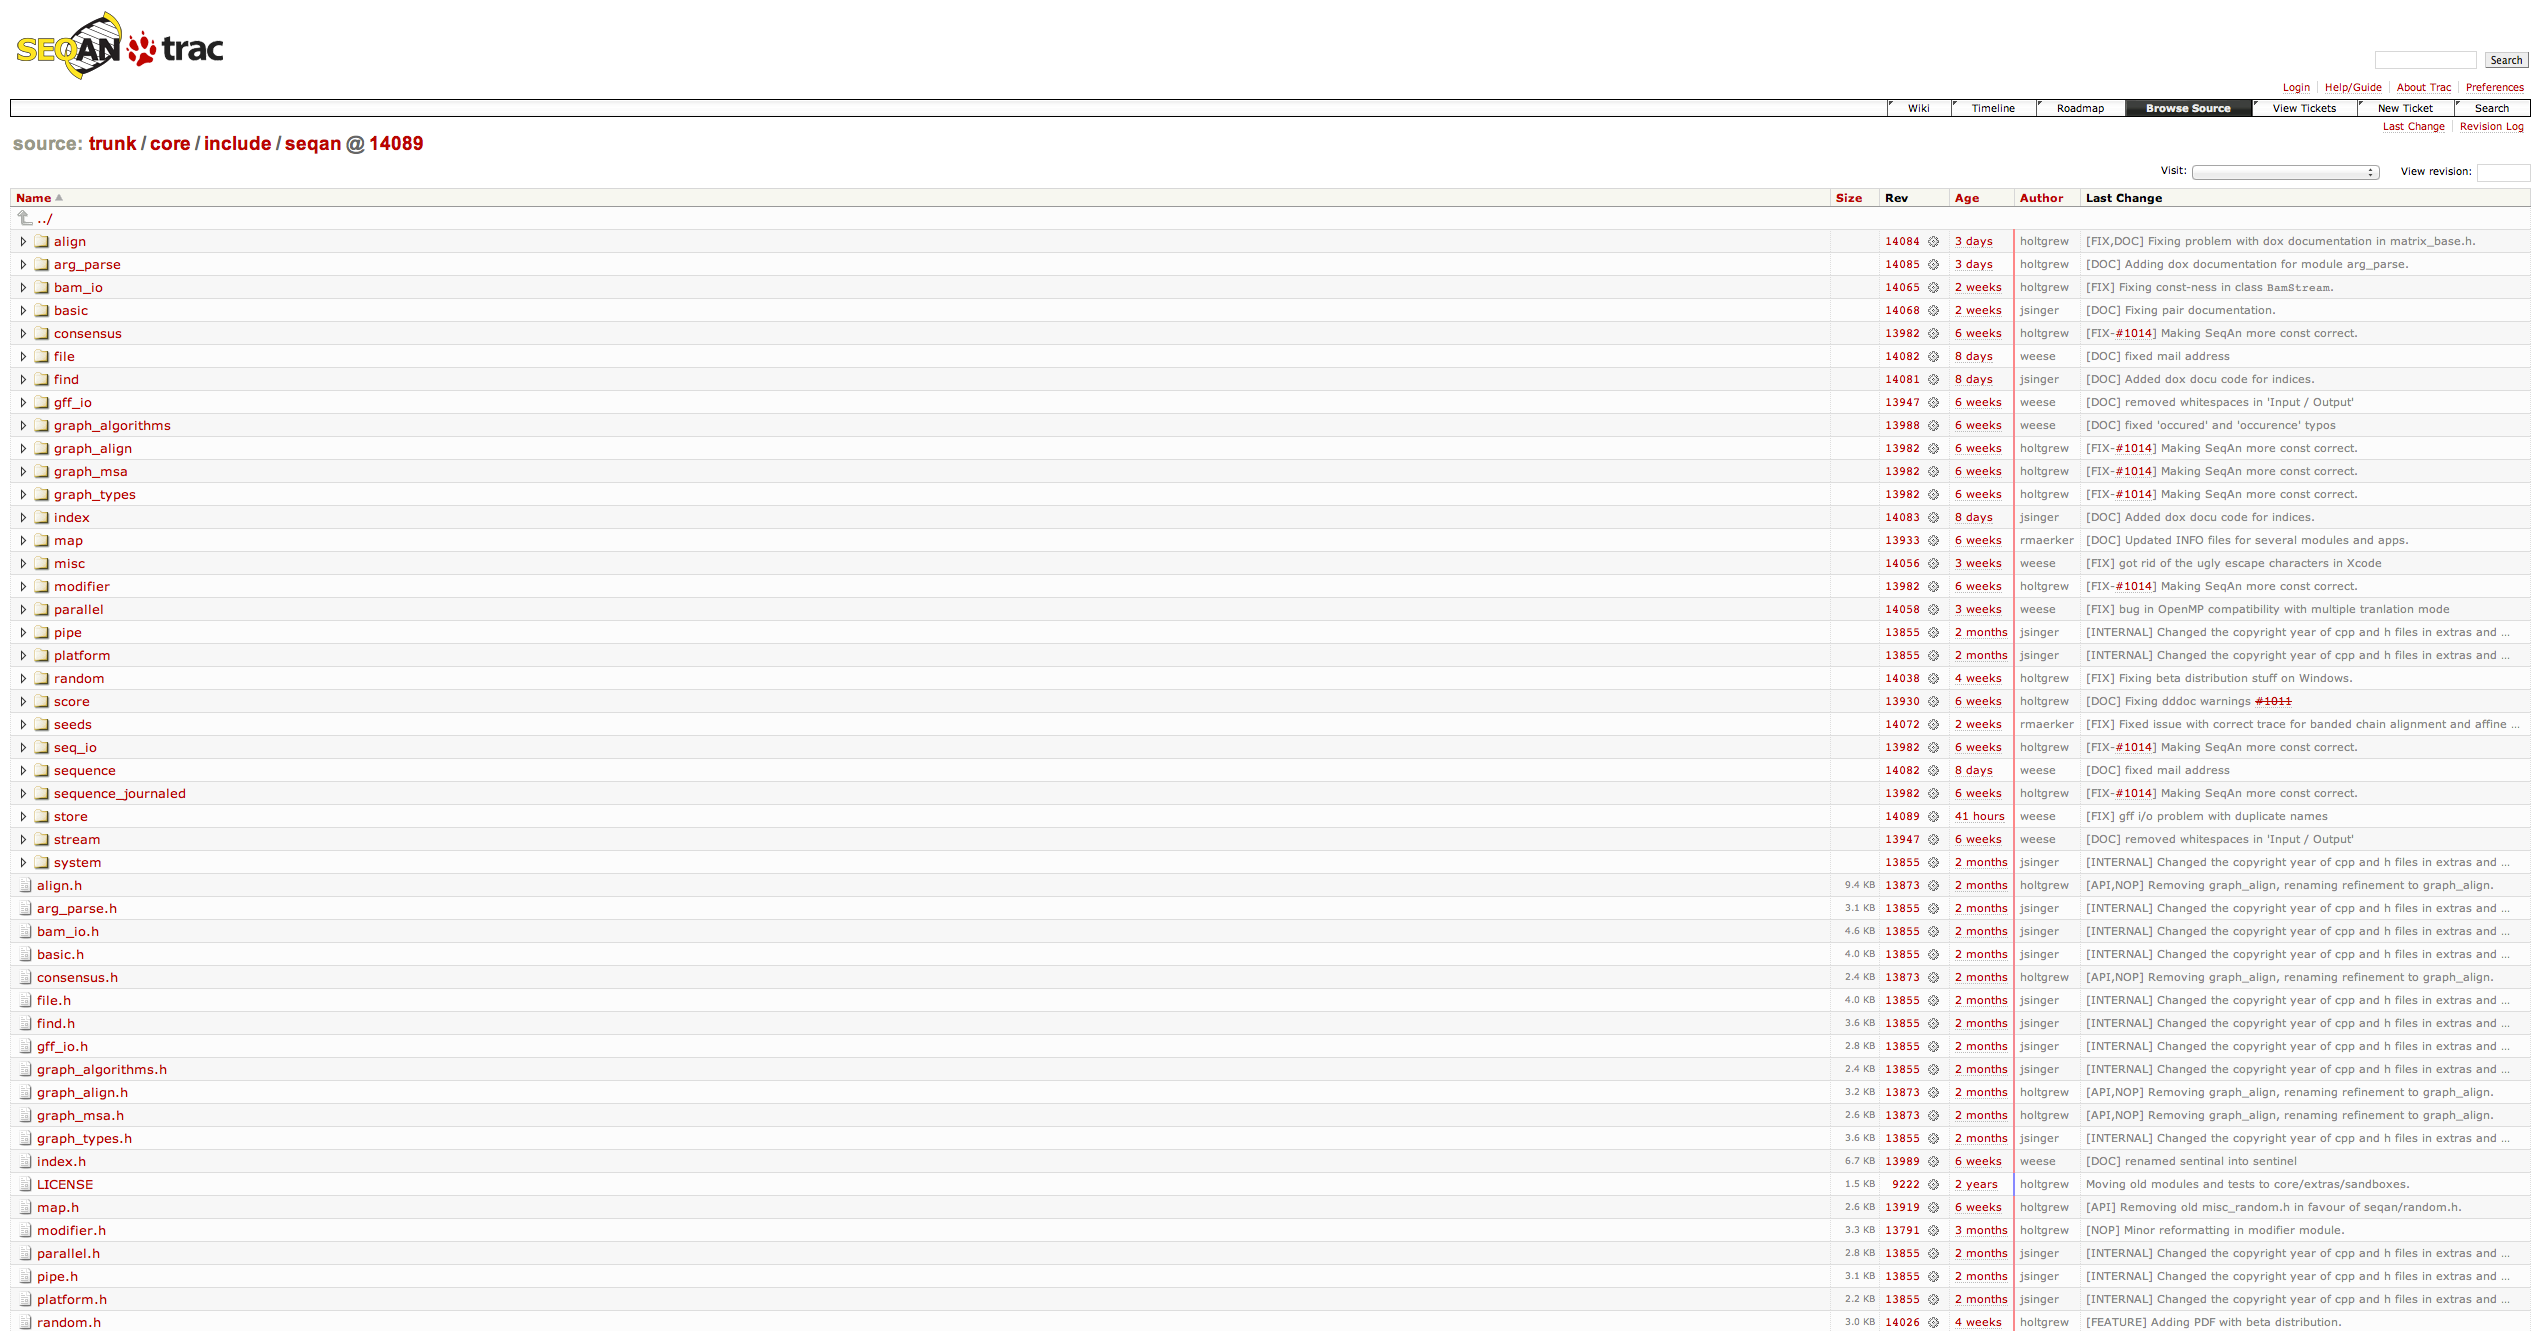 SEQAN trac
Search
Login Help/Guide About Trac Preferences
Wiki Timeline Roadmap Browse Source View Tickets New Ticket Search
Last Change Revision Log
source: trunk / core / include / seqan @ 14089
Visit: View revision:
Name Size Rev Age Author Last Change
../
align 14084 3 days holtgrew [FIX,DOC] Fixing problem with dox documentation in matrix_base.h.
arg_parse 14085 3 days holtgrew [DOC] Adding dox documentation for module arg_parse.
bam_io 14065 2 weeks holtgrew [FIX] Fixing const-ness in class BamStream.
basic 14068 2 weeks jsinger [DOC] Fixing pair documentation.
consensus 13982 6 weeks holtgrew [FIX-#1014] Making SeqAn more const correct.
file 14082 8 days weese [DOC] fixed mail address
find 14081 8 days jsinger [DOC] Added dox docu code for indices.
gff_io 13947 6 weeks weese [DOC] removed whitespaces in 'Input / Output'
graph_algorithms 13988 6 weeks weese [DOC] fixed 'occured' and 'occurence' typos
graph_align 13982 6 weeks holtgrew [FIX-#1014] Making SeqAn more const correct.
graph_msa 13982 6 weeks holtgrew [FIX-#1014] Making SeqAn more const correct.
graph_types 13982 6 weeks holtgrew [FIX-#1014] Making SeqAn more const correct.
index 14083 8 days jsinger [DOC] Added dox docu code for indices.
map 13933 6 weeks rmaerker [DOC] Updated INFO files for several modules and apps.
misc 14056 3 weeks weese [FIX] got rid of the ugly escape characters in Xcode
modifier 13982 6 weeks holtgrew [FIX-#1014] Making SeqAn more const correct.
parallel 14058 3 weeks weese [FIX] bug in OpenMP compatibility with multiple tranlation mode
pipe 13855 2 months jsinger [INTERNAL] Changed the copyright year of cpp and h files in extras and ...
platform 13855 2 months jsinger [INTERNAL] Changed the copyright year of cpp and h files in extras and ...
random 14038 4 weeks holtgrew [FIX] Fixing beta distribution stuff on Windows.
score 13930 6 weeks holtgrew [DOC] Fixing dddoc warnings #1011
seeds 14072 2 weeks rmaerker [FIX] Fixed issue with correct trace for banded chain alignment and affine ...
seq_io 13982 6 weeks holtgrew [FIX-#1014] Making SeqAn more const correct.
sequence 14082 8 days weese [DOC] fixed mail address
sequence_journaled 13982 6 weeks holtgrew [FIX-#1014] Making SeqAn more const correct.
store 14089 41 hours weese [FIX] gff i/o problem with duplicate names
stream 13947 6 weeks weese [DOC] removed whitespaces in 'Input / Output'
system 13855 2 months jsinger [INTERNAL] Changed the copyright year of cpp and h files in extras and ...
align.h 9.4 KB 13873 2 months holtgrew [API,NOP] Removing graph_align, renaming refinement to graph_align.
arg_parse.h 3.1 KB 13855 2 months jsinger [INTERNAL] Changed the copyright year of cpp and h files in extras and ...
bam_io.h 4.6 KB 13855 2 months jsinger [INTERNAL] Changed the copyright year of cpp and h files in extras and ...
basic.h 4.0 KB 13855 2 months jsinger [INTERNAL] Changed the copyright year of cpp and h files in extras and ...
consensus.h 2.4 KB 13873 2 months holtgrew [API,NOP] Removing graph_align, renaming refinement to graph_align.
file.h 4.0 KB 13855 2 months jsinger [INTERNAL] Changed the copyright year of cpp and h files in extras and ...
find.h 3.6 KB 13855 2 months jsinger [INTERNAL] Changed the copyright year of cpp and h files in extras and ...
gff_io.h 2.8 KB 13855 2 months jsinger [INTERNAL] Changed the copyright year of cpp and h files in extras and ...
graph_algorithms.h 2.4 KB 13855 2 months jsinger [INTERNAL] Changed the copyright year of cpp and h files in extras and ...
graph_align.h 3.2 KB 13873 2 months holtgrew [API,NOP] Removing graph_align, renaming refinement to graph_align.
graph_msa.h 2.6 KB 13873 2 months holtgrew [API,NOP] Removing graph_align, renaming refinement to graph_align.
graph_types.h 3.6 KB 13855 2 months jsinger [INTERNAL] Changed the copyright year of cpp and h files in extras and ...
index.h 6.7 KB 13989 6 weeks weese [DOC] renamed sentinal into sentinel
LICENSE 1.5 KB 9222 2 years holtgrew Moving old modules and tests to core/extras/sandboxes.
map.h 2.6 KB 13919 6 weeks holtgrew [API] Removing old misc_random.h in favour of seqan/random.h.
modifier.h 3.3 KB 13791 3 months holtgrew [NOP] Minor reformatting in modifier module.
parallel.h 2.8 KB 13855 2 months jsinger [INTERNAL] Changed the copyright year of cpp and h files in extras and ...
pipe.h 3.1 KB 13855 2 months jsinger [INTERNAL] Changed the copyright year of cpp and h files in extras and ...
platform.h 2.2 KB 13855 2 months jsinger [INTERNAL] Changed the copyright year of cpp and h files in extras and ...
random.h 3.0 KB 14026 4 weeks holtgrew [FEATURE] Adding PDF with beta distribution.